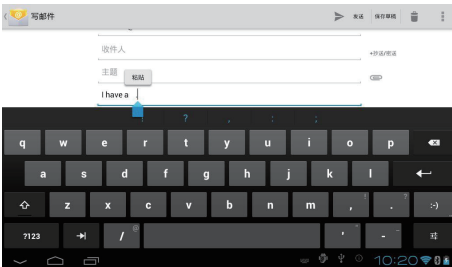 写邮件
发送 保存草稿
收件人
+抄送/密送
主题
粘贴
I have a .
! ? , : ;
q w e r t y u i o p
a s d f g h j k l
z x c v b n m , ! . ? :-)
?123 / @ ' " - _
10:20